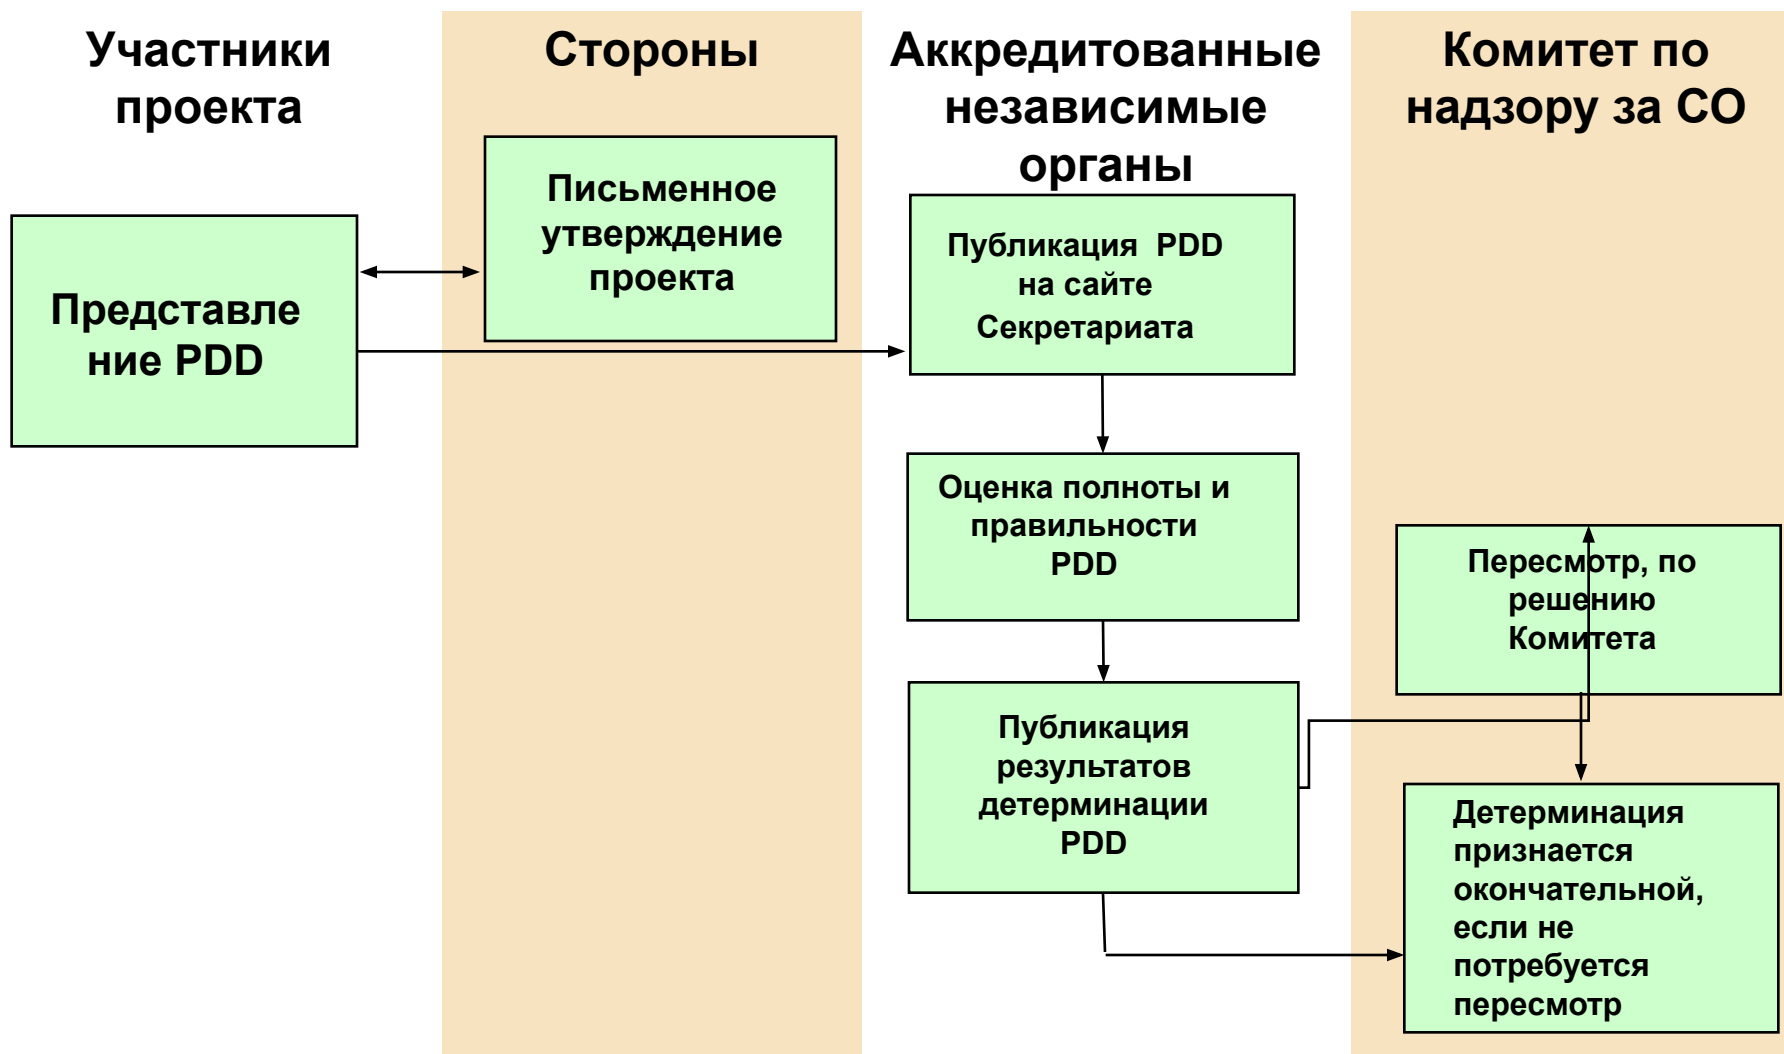 Участники
проекта
Стороны
Аккредитованные
независимые
органы
Комитет по
надзору за СО
Представле
ние PDD
Письменное
утверждение
проекта
Публикация PDD
на сайте
Секретариата
Оценка полноты и
правильности
PDD
Публикация
результатов
детерминации
PDD
Пересмотр, по
решению
Комитета
Детерминация
признается
окончательной,
если не
потребуется
пересмотр